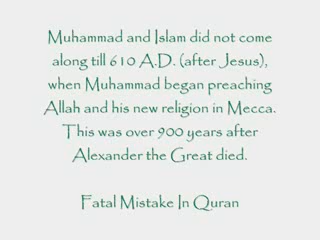 Muhammad and Islam did not come
along till 610 A.D. (after Jesus),
when Muhammad began preaching
Allah and his new religion in Mecca.
This was over 900 years after
Alexander the Great died.
Fatal Mistake In Quran